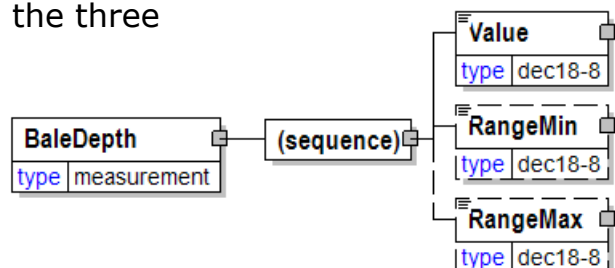 the three
Value
type dec18-8
BaleDepth
type measurement
(sequence)
RangeMin
type dec18-8
RangeMax
type dec18-8